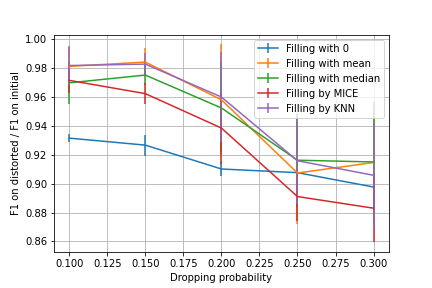 1.00
0.98
0.96
0.94
0.92
0.90
0.88
0.86
F1 on distorted / F1 on initial
Filling with 0
Filling with mean
Filling with median
Filling by MICE
Filling by KNN
0.100 0.125 0.150 0.175 0.200 0.225 0.250 0.275 0.300
Dropping probability